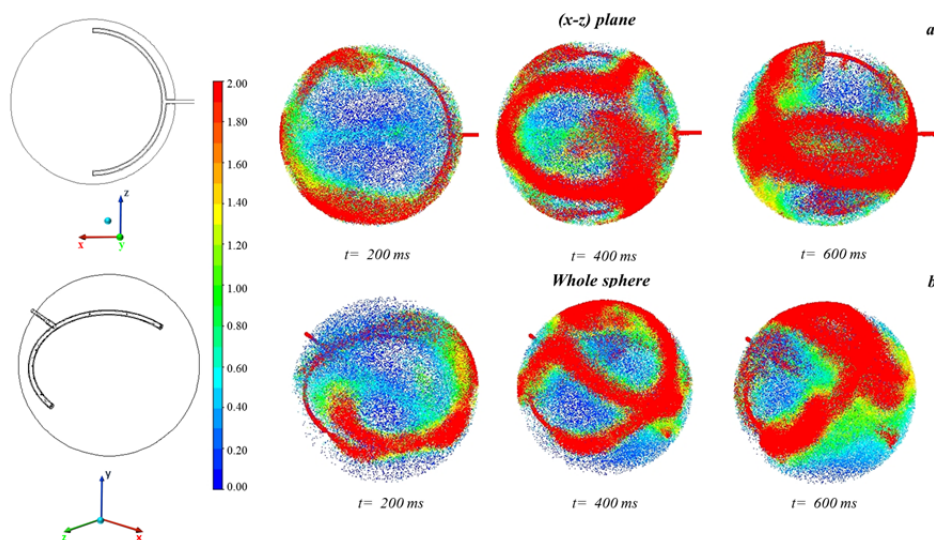 (x-z) plane
a
z
x
y
2.00
1.80
1.60
1.40
1.20
1.00
0.80
0.60
0.40
0.20
0.00
t= 200 ms
t= 400 ms
t= 600 ms
Whole sphere
b
y
z
x
t= 200 ms
t= 400 ms
t= 600 ms